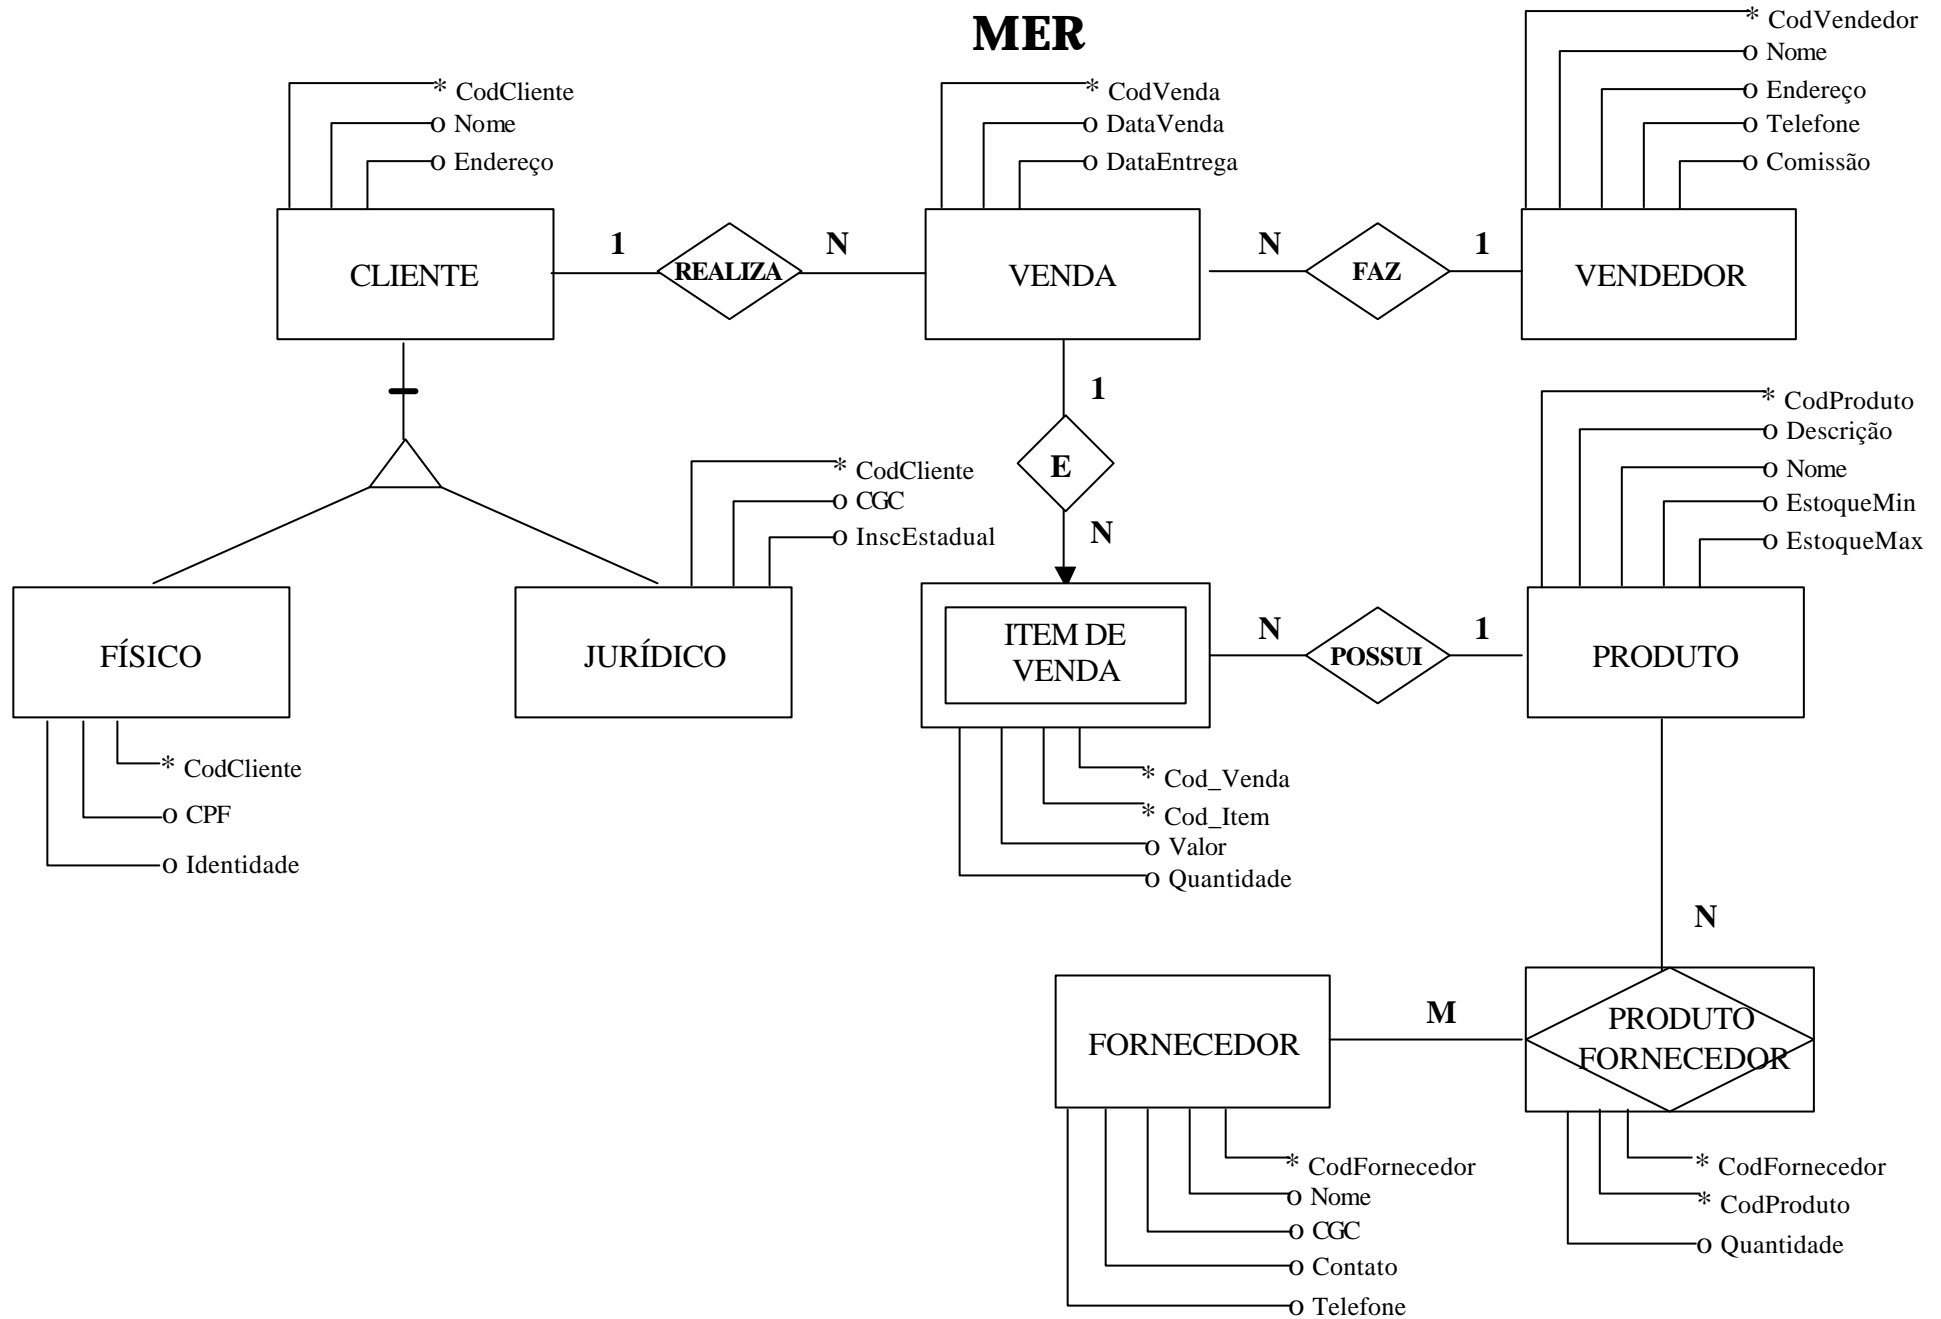 MER
* CodVendedor
o Nome
o Endereço
o Telefone
o Comissão
* CodCliente
o Nome
o Endereço
* CodVenda
o DataVenda
o DataEntrega
CLIENTE
1
REALIZA
N
VENDA
N
FAZ
1
VENDEDOR
1
E
N
* CodProduto
o Descrição
o Nome
o EstoqueMin
o EstoqueMax
* CodCliente
o CGC
o InscEstadual
FÍSICO
JURÍDICO
ITEM DE
VENDA
N
POSSUI
1
PRODUTO
* CodCliente
o CPF
o Identidade
* Cod_Venda
* Cod_Item
o Valor
o Quantidade
N
FORNECEDOR
M
PRODUTO
FORNECEDOR
* CodFornecedor
o Nome
o CGC
o Contato
o Telefone
* CodFornecedor
* CodProduto
o Quantidade